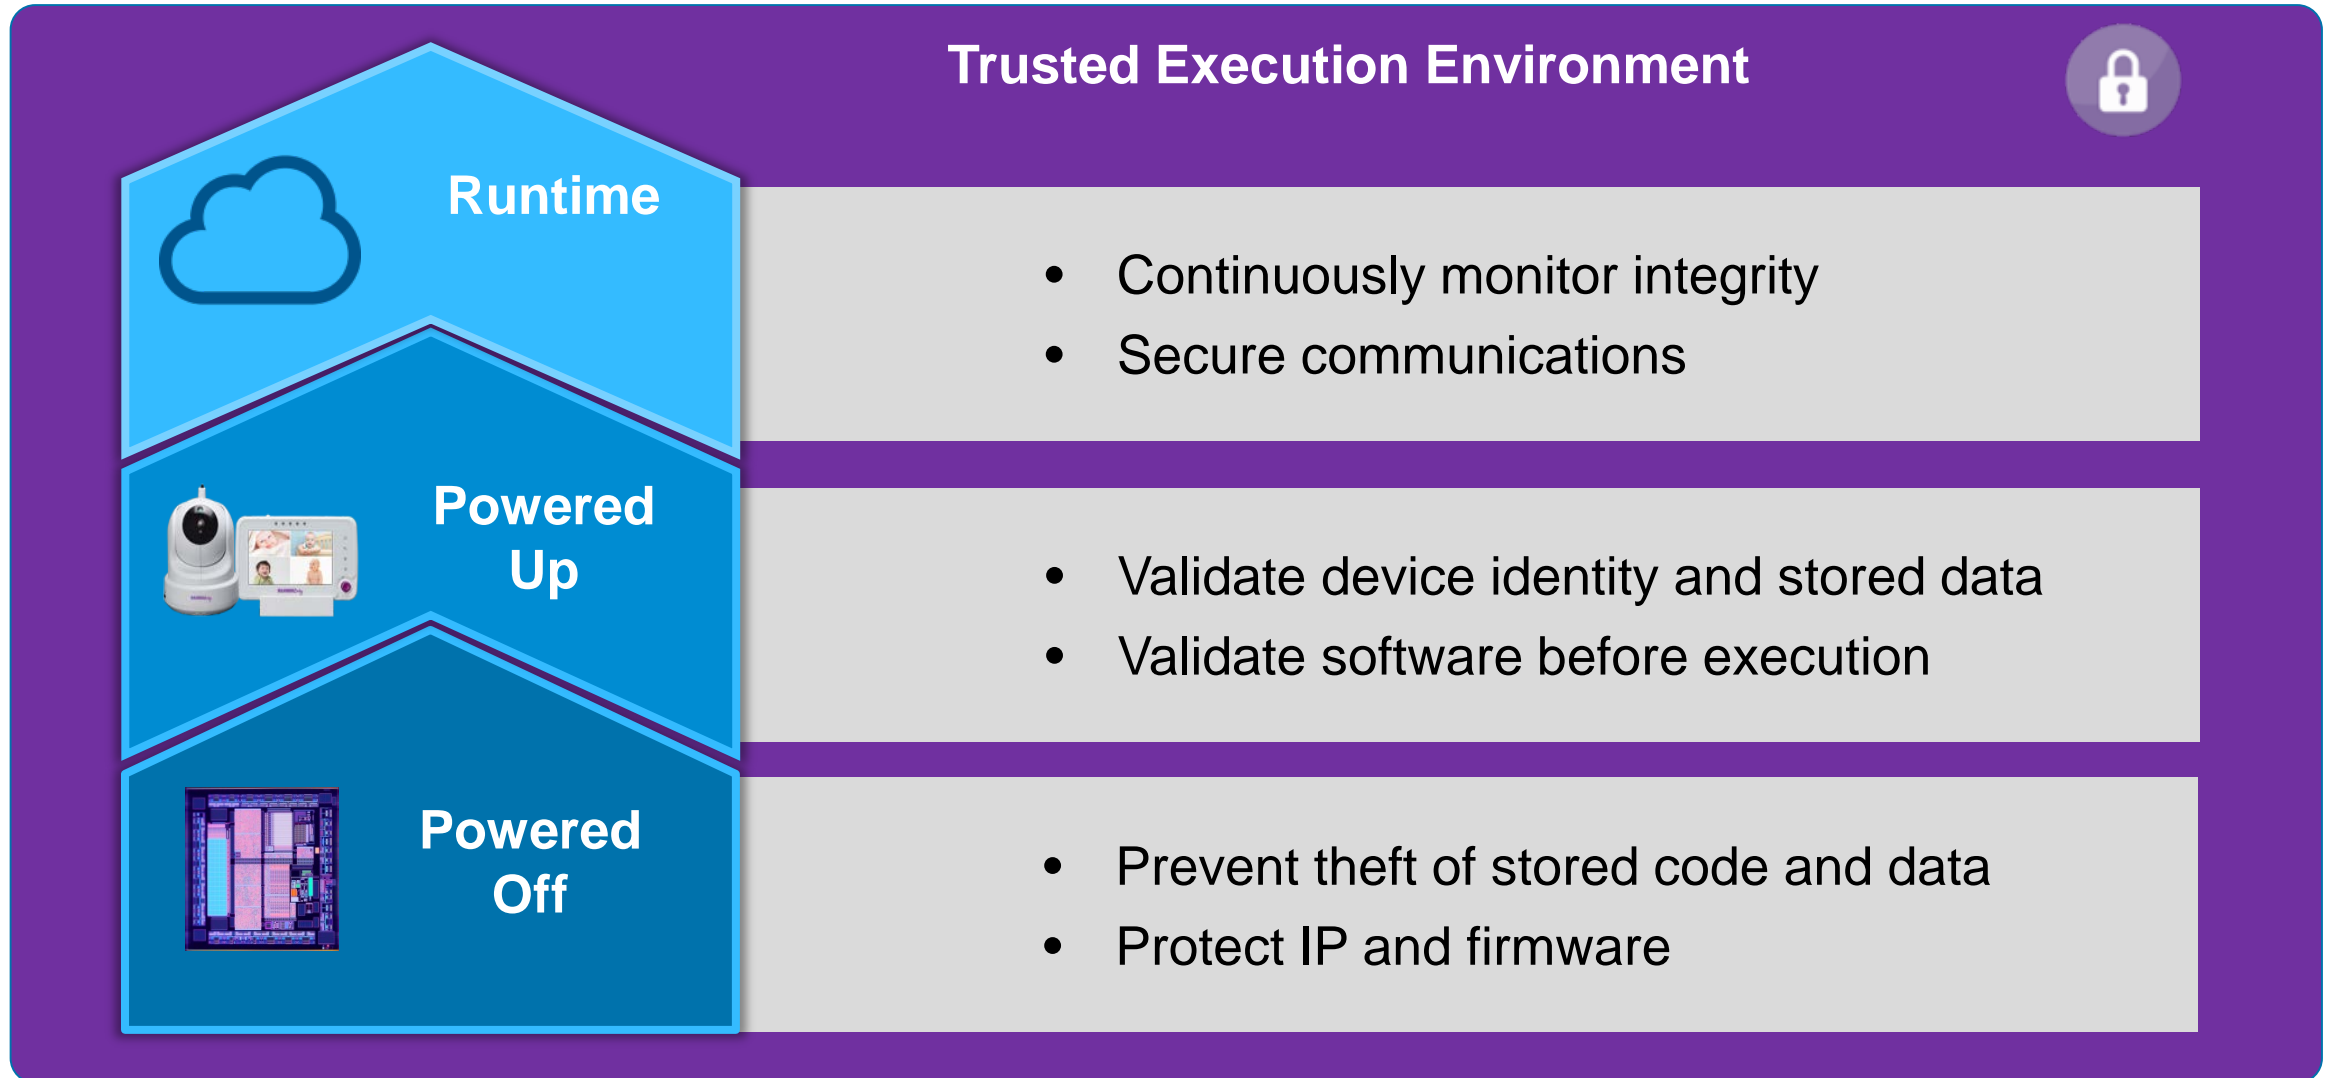 Trusted Execution Environment
Runtime
• Continuously monitor integrity
• Secure communications
Powered
Up
• Validate device identity and stored data
• Validate software before execution
Powered
Off
• Prevent theft of stored code and data
• Protect IP and firmware